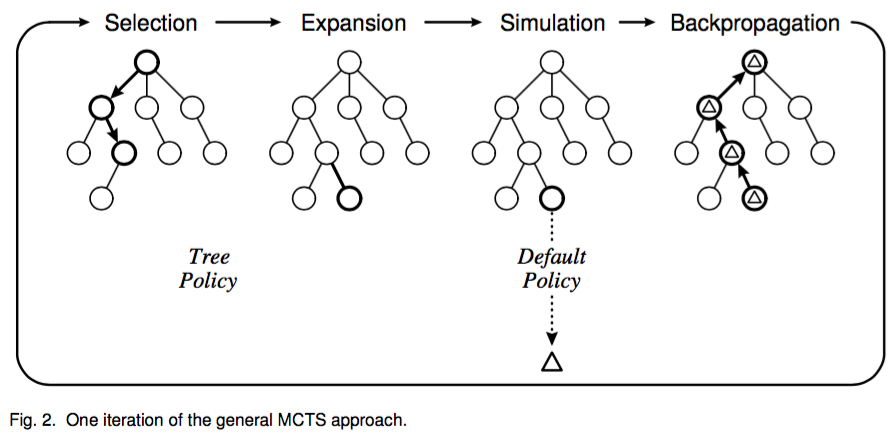 Selection Expansion Simulation Backpropagation
Tree
Policy
Default
Policy
Fig. 2. One iteration of the general MCTS approach.